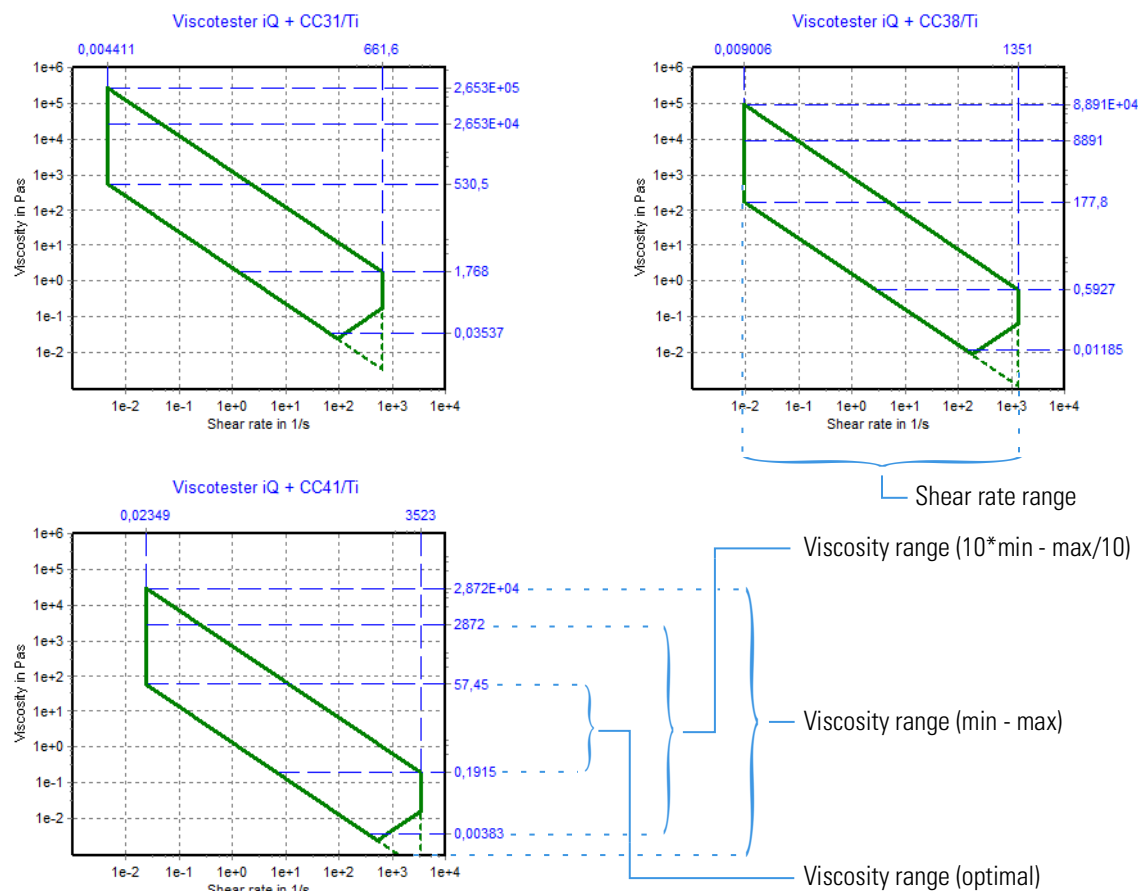 Viscotester iQ + CC31/Ti
0,004411 661,6
1e+6
1e+5
1e+4
1e+3
1e+2
1e+1
1e+0
1e-1
1e-2
Viscosity in Pas
2,653E+05
2,653E+04
530,5
1,768
0,03537
1e-2 1e-1 1e+0 1e+1 1e+2 1e+3 1e+4
Shear rate in 1/s
Viscotester iQ + CC38/Ti
0,009006 1351
1e+6
1e+5
1e+4
1e+3
1e+2
1e+1
1e+0
1e-1
1e-2
Viscosity in Pas
8,891E+04
8891
177,8
0,5927
0,01185
1e-2 1e-1 1e+0 1e+1 1e+2 1e+3 1e+4
Shear rate in 1/s
Shear rate range
Viscotester iQ + CC41/Ti
0,02349 3523
1e+6
1e+5
1e+4
1e+3
1e+2
1e+1
1e+0
1e-1
1e-2
Viscosity in Pas
2,872E+04
2872
57,45
0,1915
0,00383
1e-2 1e-1 1e+0 1e+1 1e+2 1e+3 1e+4
Shear rate in 1/s
Viscosity range (10*min - max/10)
Viscosity range (min - max)
Viscosity range (optimal)